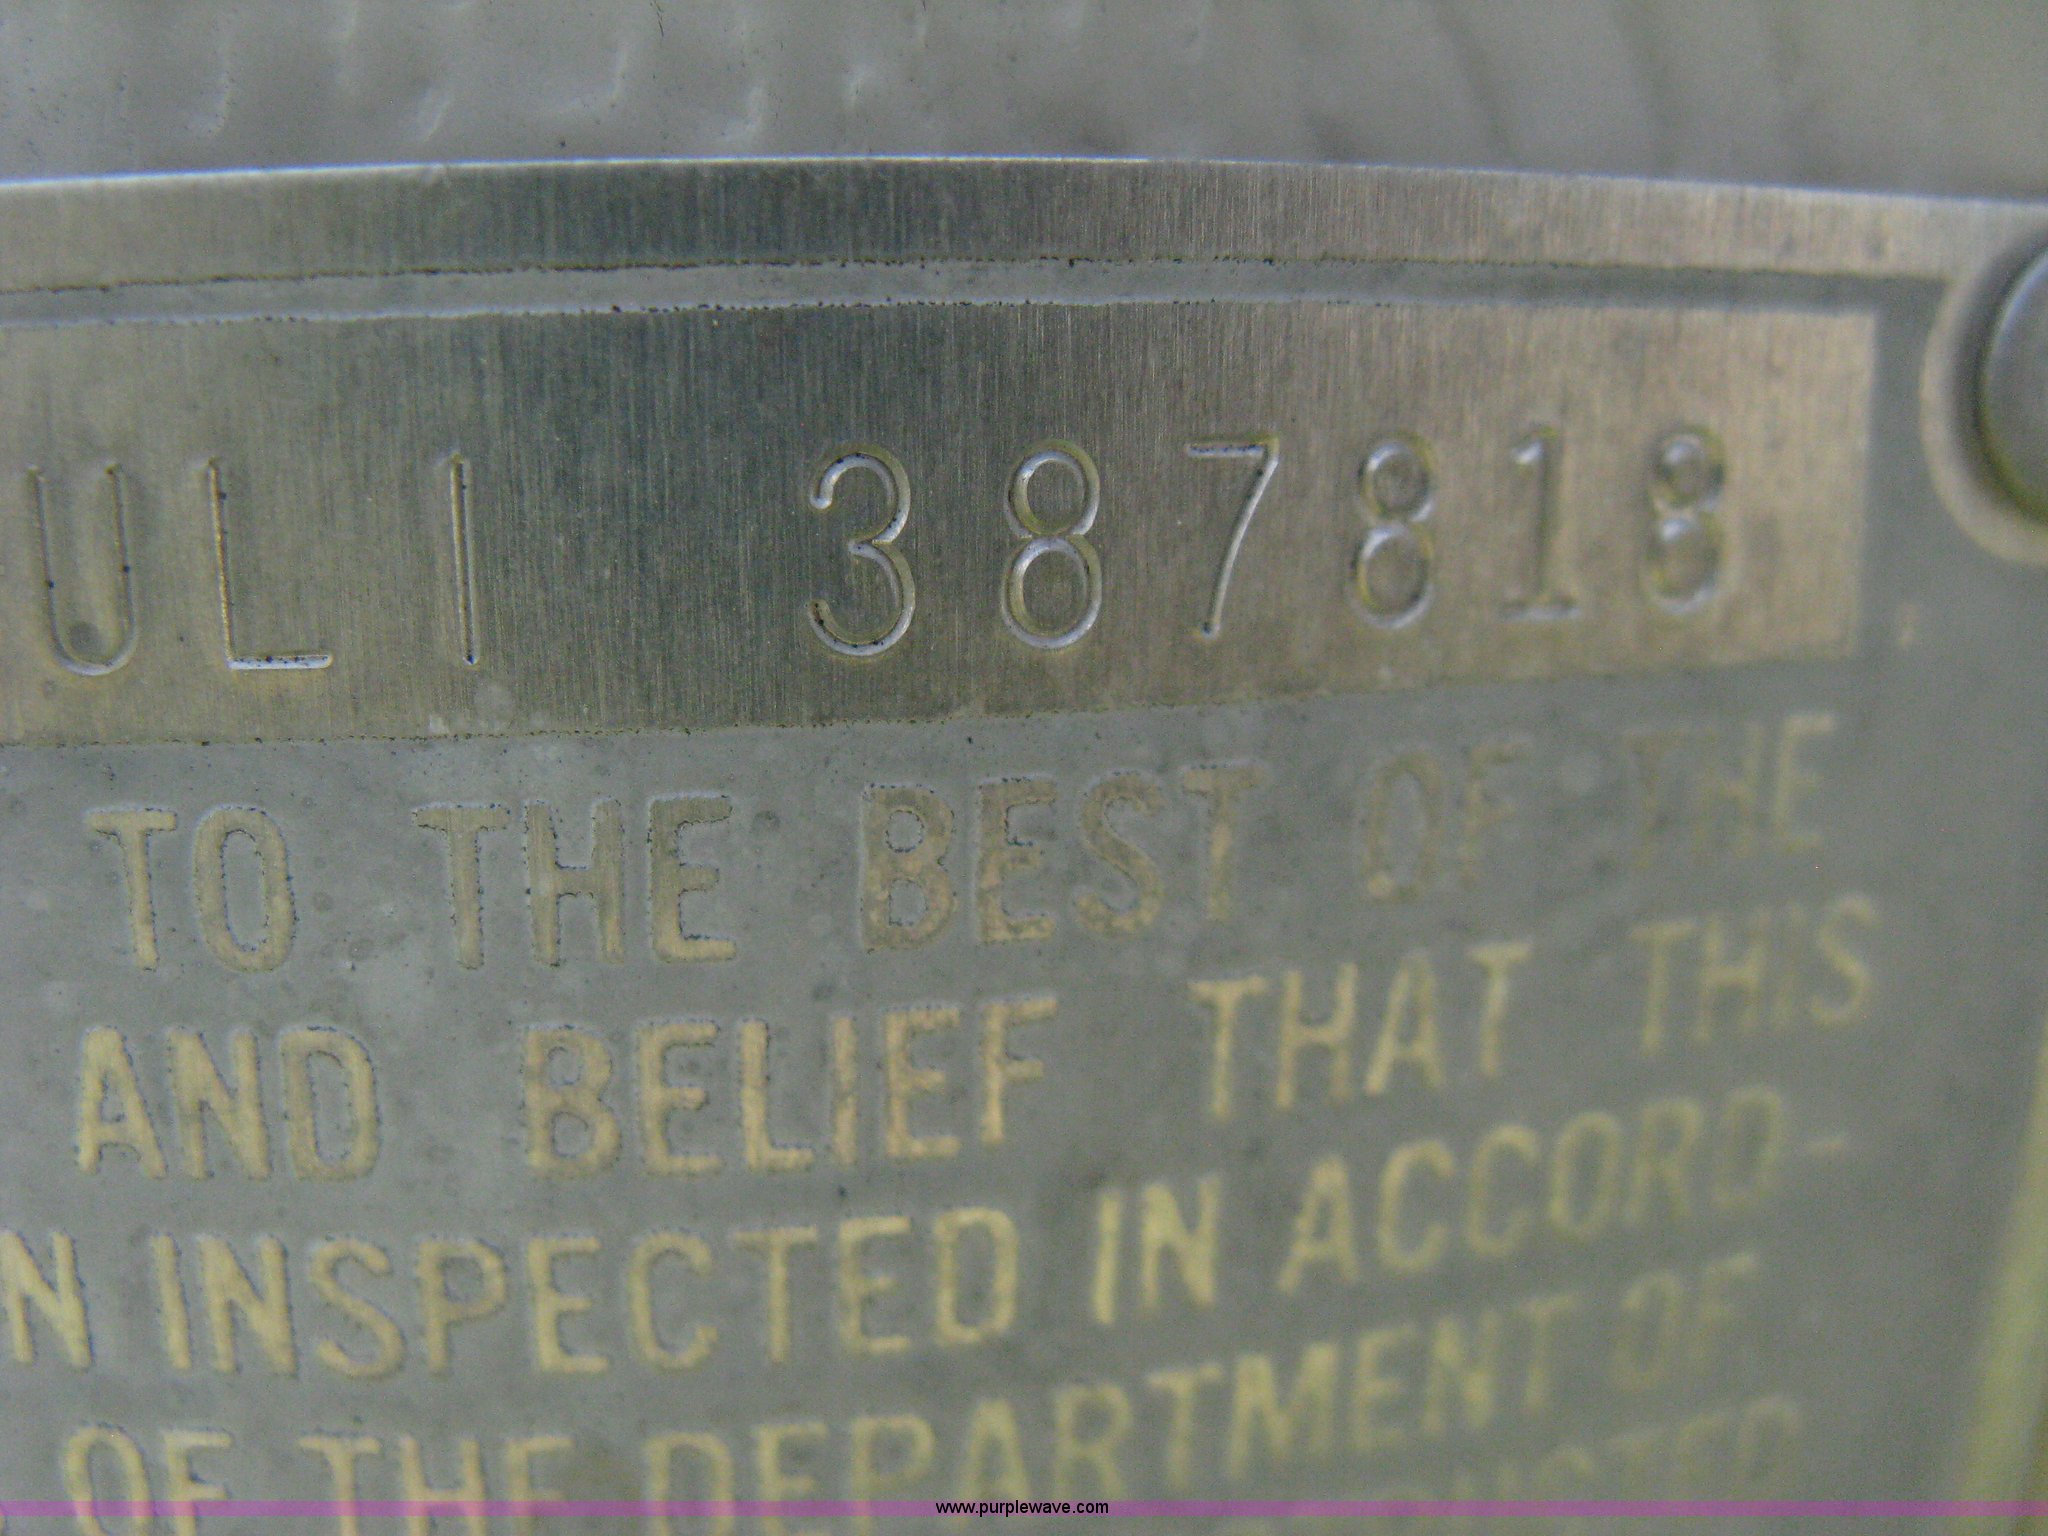 ULI 387818
TO THE BEST OF THE
AND BELIEF THAT THIS
N INSPECTED IN ACCORD-
OF THE DEPARTMENT OF
NOTED
www.purplewave.com